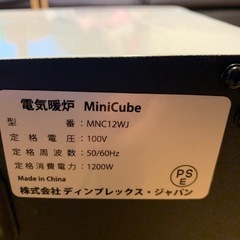 電気暖炉 MiniCube
型 番：MNC12WJ
定 格 電 圧：100V
定 格 周 波 数：50/60Hz
定格消費電力：1200W
Made in China
PS
E
株式会社ディンプレックス・ジャパン